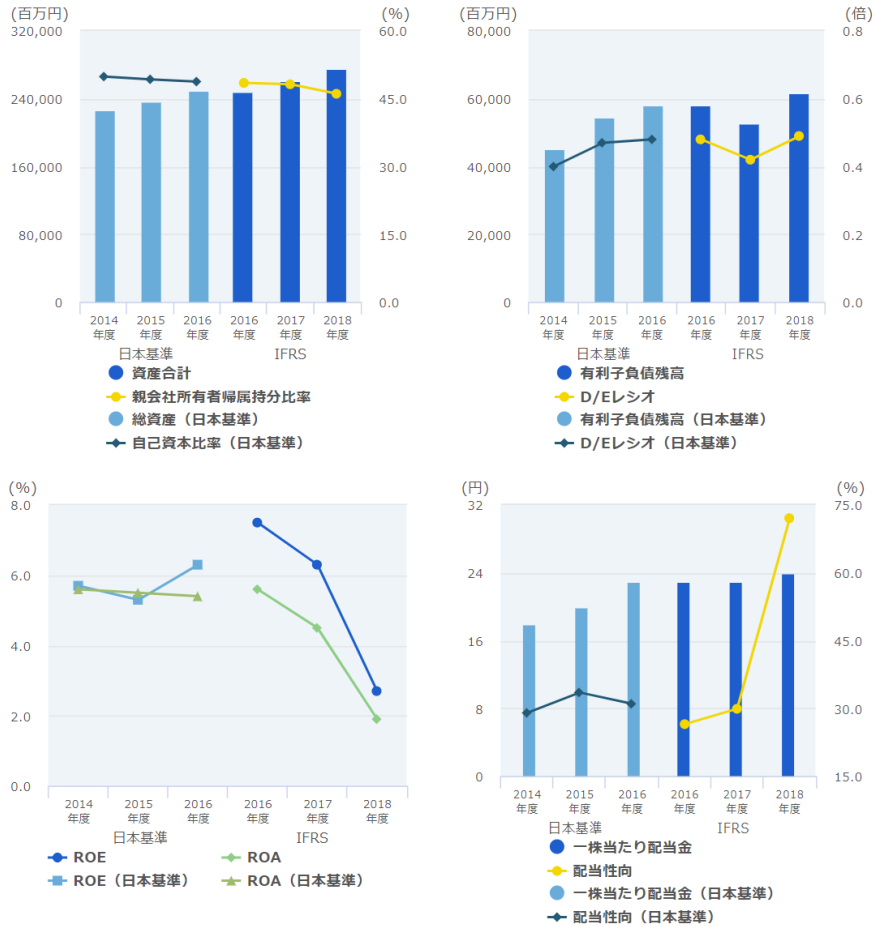 (百万円)
(%)
320,000
60.0
240,000
45.0
160,000
30.0
80,000
15.0
0
0.0
2014
年度
2015
年度
2016
年度
2016
年度
2017
年度
2018
年度
日本基準
IFRS
資産合計
親会社所有者帰属持分比率
総資産（日本基準）
自己資本比率（日本基準）
(百万円)
(倍)
80,000
0.8
60,000
0.6
40,000
0.4
20,000
0.2
0
0.0
2014
年度
2015
年度
2016
年度
2016
年度
2017
年度
2018
年度
日本基準
IFRS
有利子負債残高
D/Eレシオ
有利子負債残高（日本基準）
D/Eレシオ（日本基準）
(%)
8.0
6.0
4.0
2.0
0.0
2014
年度
2015
年度
2016
年度
2016
年度
2017
年度
2018
年度
日本基準
IFRS
ROE
ROA
ROE（日本基準）
ROA（日本基準）
(円)
(%)
32
75.0
24
60.0
16
45.0
8
30.0
0
15.0
2014
年度
2015
年度
2016
年度
2016
年度
2017
年度
2018
年度
日本基準
IFRS
一株当たり配当金
配当性向
一株当たり配当金（日本基準）
配当性向（日本基準）